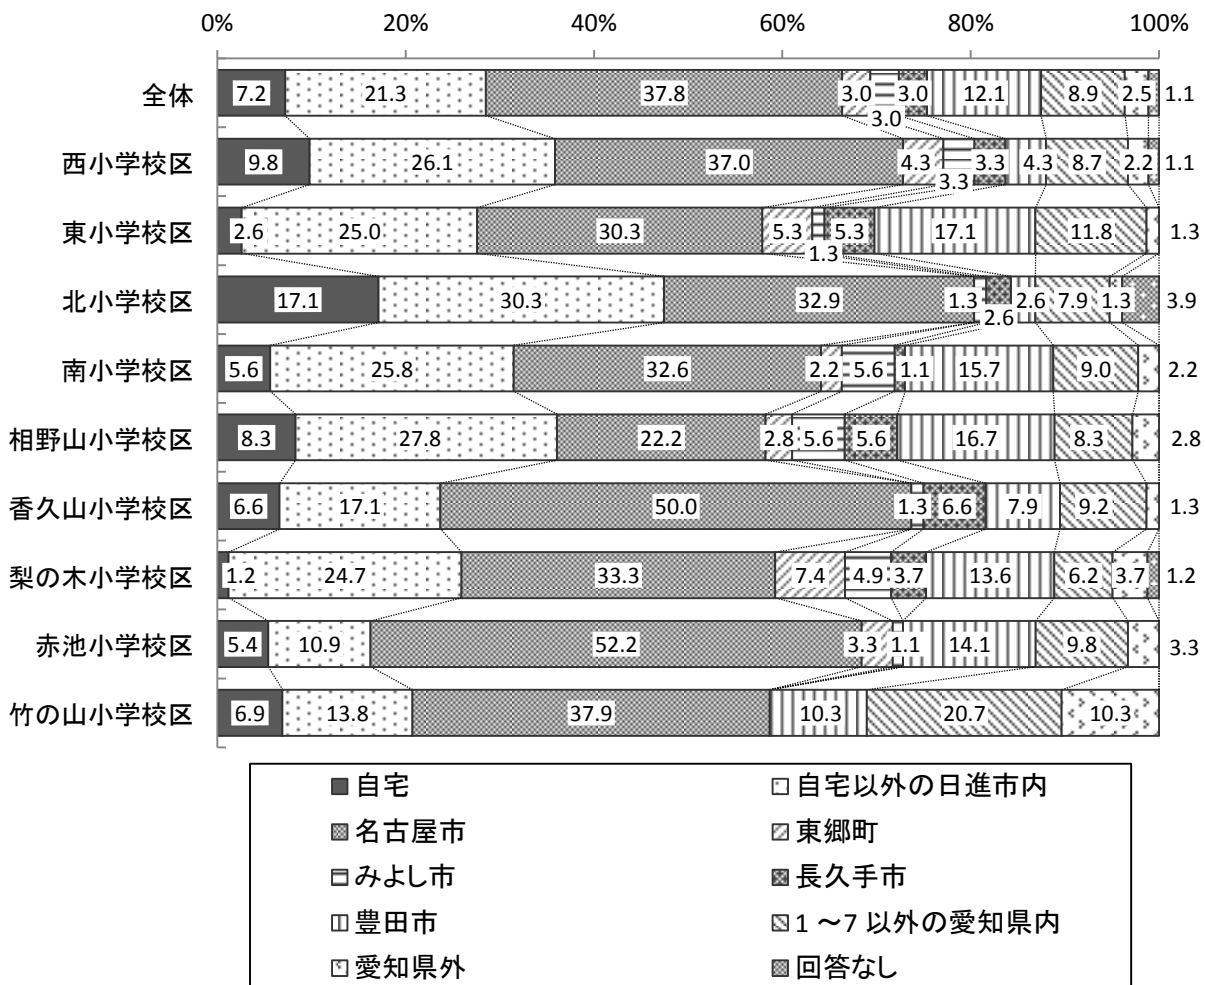 0% 20% 40% 60% 80% 100%
全体 7.2 21.3 37.8 3.0 3.0 3.0 12.1 8.9 2.5 1.1
西小学校区 9.8 26.1 37.0 4.3 3.3 3.3 4.3 8.7 2.2 1.1
東小学校区 2.6 25.0 30.3 5.3 1.3 5.3 17.1 11.8 1.3
北小学校区 17.1 30.3 32.9 1.3 2.6 2.6 7.9 1.3 3.9
南小学校区 5.6 25.8 32.6 2.2 5.6 1.1 15.7 9.0 2.2
相野山小学校区 8.3 27.8 22.2 2.8 5.6 5.6 16.7 8.3 2.8
香久山小学校区 6.6 17.1 50.0 1.3 6.6 7.9 9.2 1.3
梨の木小学校区 1.2 24.7 33.3 7.4 4.9 3.7 13.6 6.2 3.7 1.2
赤池小学校区 5.4 10.9 52.2 3.3 1.1 14.1 9.8 3.3
竹の山小学校区 6.9 13.8 37.9 10.3 20.7 10.3
自宅 自宅以外の日進市内
名古屋市 東郷町
みよし市 長久手市
豊田市 1～7以外の愛知県内
愛知県外 回答なし